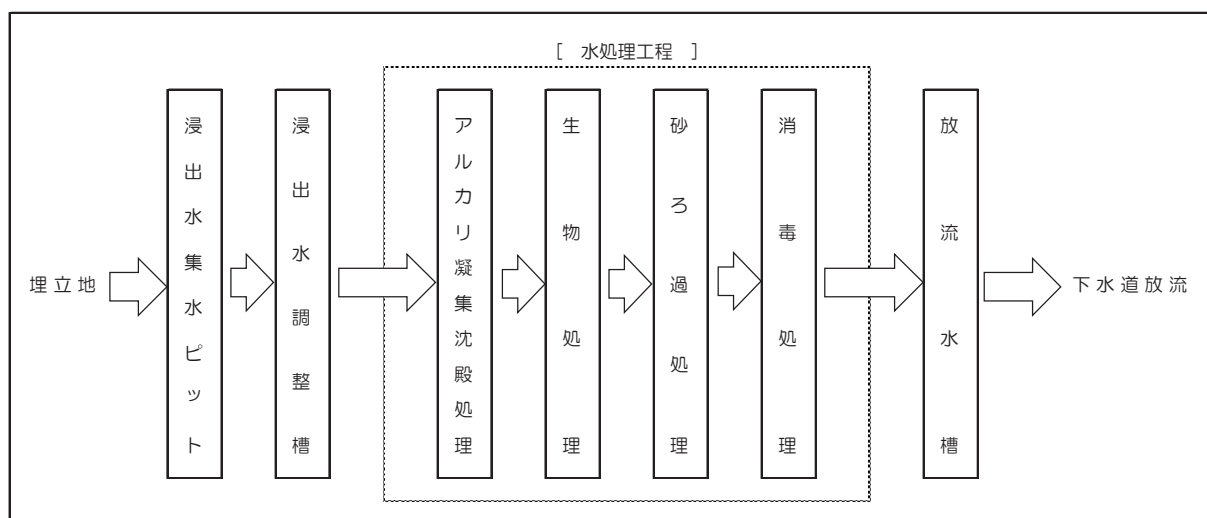 [ 水処理工程 ]
埋立地
浸出水集水ピット
浸出水調整槽
アルカリ凝集沈殿処理
生物処理
砂ろ過処理
消毒処理
放流水槽
下水道放流